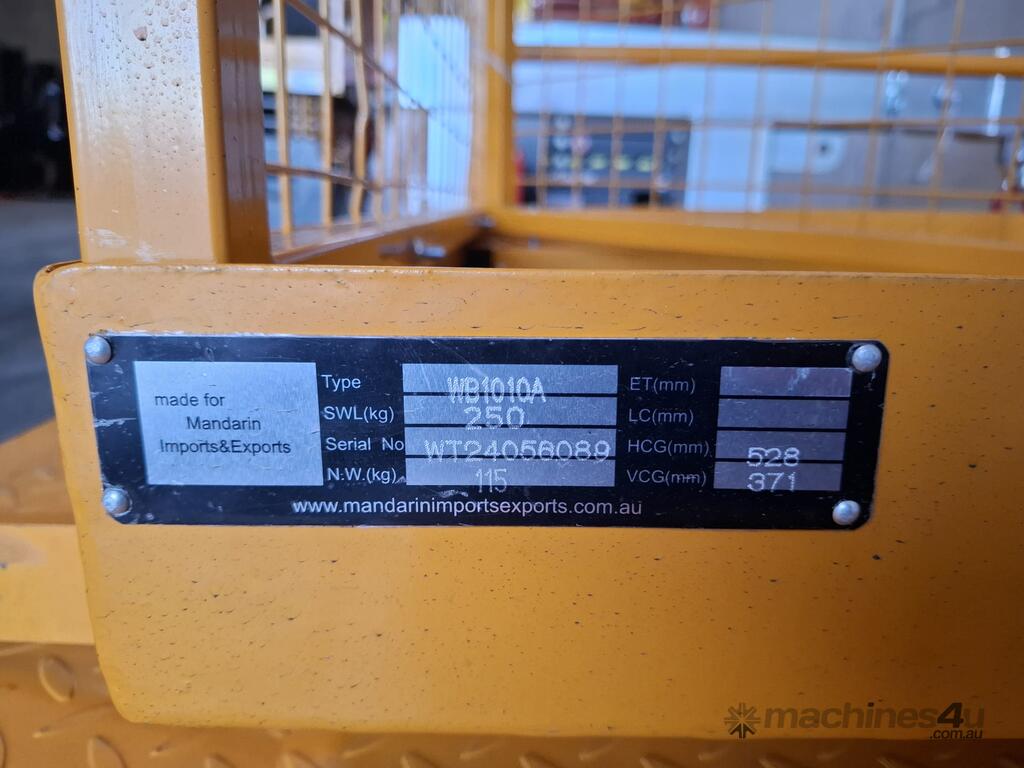 made for
Mandarin
Imports&Exports
Type WB1010A
SWL(kg) 250
Serial No WT24056089
N.W.(kg) 115
ET(mm)
LC(mm)
HCG(mm) 528
VCG(mm) 371
www.mandarinimportsexports.com.au
machines4u
.com.au